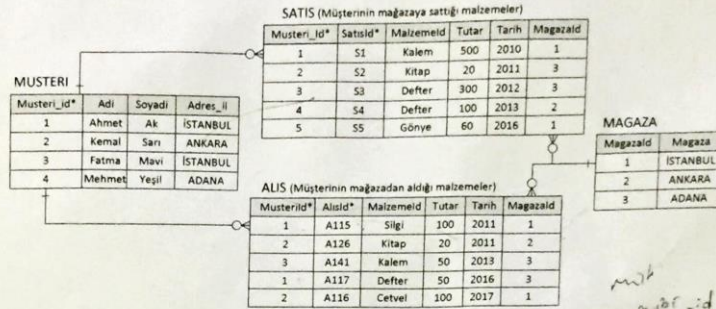 SATIS (Müşterinin mağazaya sattığı malzemeler)
Musteri_Id* SatısId* MalzemeId Tutar Tarih MagazaId
1 S1 Kalem 500 2010 1
2 S2 Kitap 20 2011 3
3 S3 Defter 300 2012 3
4 S4 Defter 100 2013 2
5 S5 Gönye 60 2016 1
MUSTERI
Musteri_id* Adi Soyadi Adres_il
1 Ahmet Ak İSTANBUL
2 Kemal Sarı ANKARA
3 Fatma Mavi İSTANBUL
4 Mehmet Yeşil ADANA
MAGAZA
MagazaId Magaza
1 İSTANBUL
2 ANKARA
3 ADANA
ALIS (Müşterinin mağazadan aldığı malzemeler)
MusteriId* AlısId* MalzemeId Tutar Tarih MagazaId
1 A115 Silgi 100 2011 1
2 A126 Kitap 20 2011 2
3 A141 Kalem 50 2013 3
1 A117 Defter 50 2016 3
2 A116 Cetvel 100 2017 1